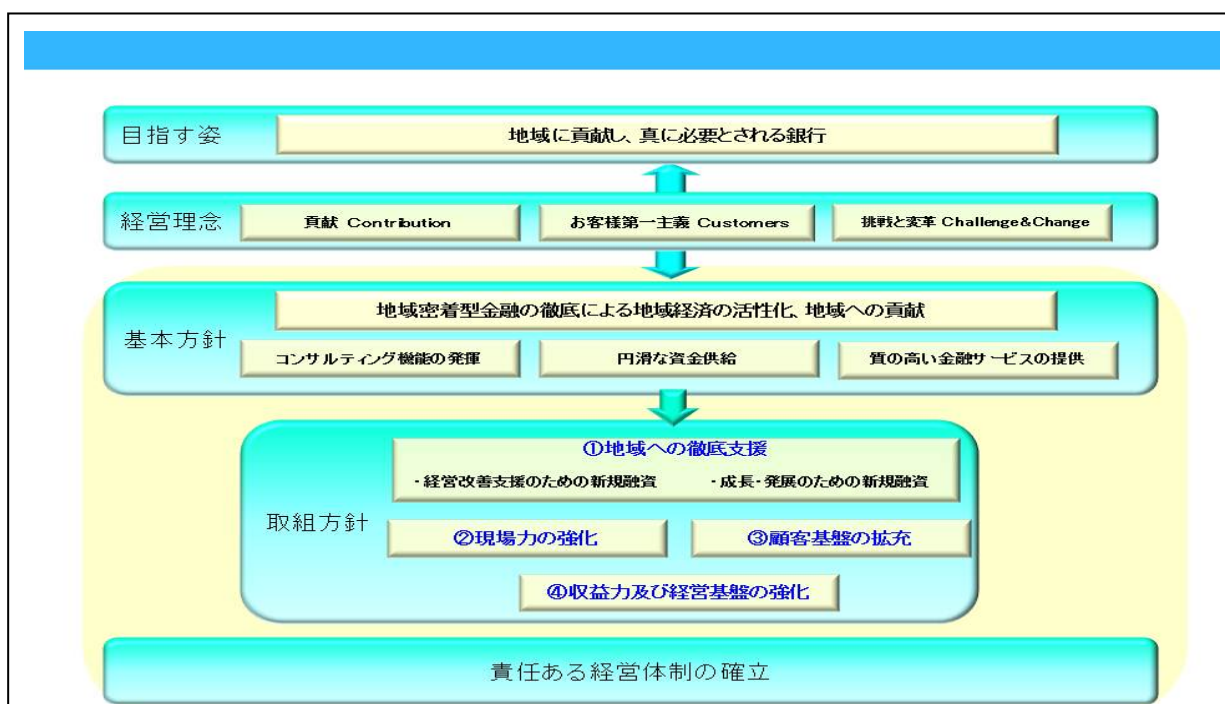 目指す姿
地域に貢献し、真に必要とされる銀行
経営理念
貢献 Contribution
お客様第一主義 Customers
挑戦と変革 Challenge&Change
基本方針
地域密着型金融の徹底による地域経済の活性化、地域への貢献
コンサルティング機能の発揮
円滑な資金供給
質の高い金融サービスの提供
取組方針
①地域への徹底支援
・経営改善支援のための新規融資 ・成長・発展のための新規融資
②現場力の強化
③顧客基盤の拡充
④収益力及び経営基盤の強化
責任ある経営体制の確立